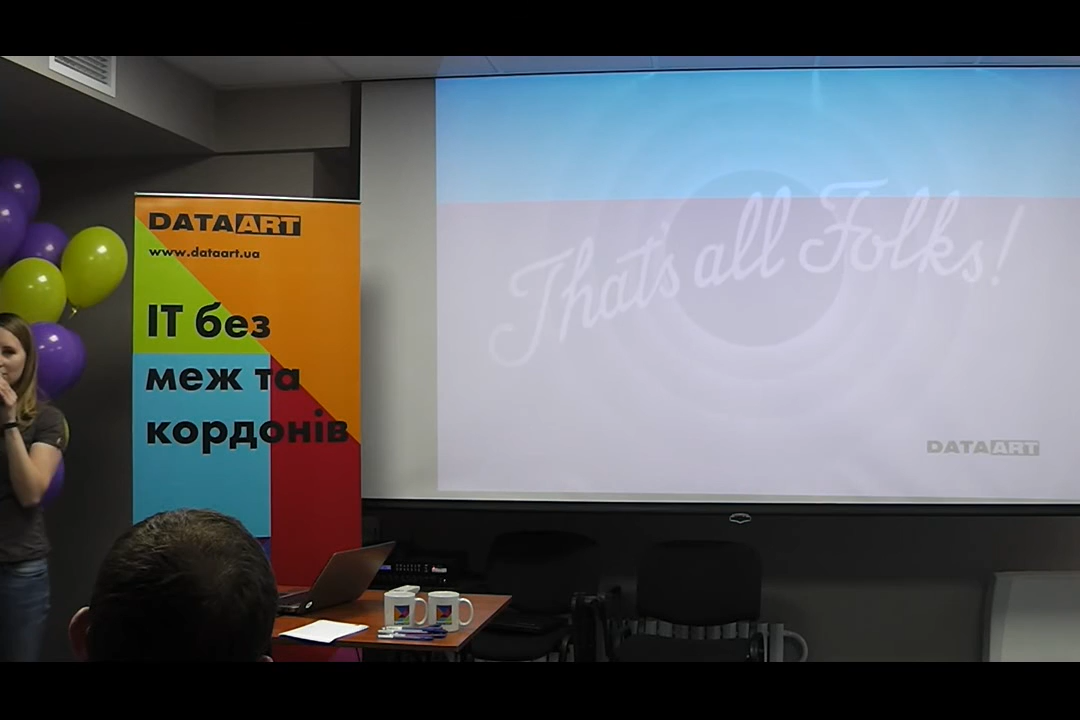 DATAART
www.dataart.ua
IT без
меж та
кордонів
That's all Folks!
DATAART